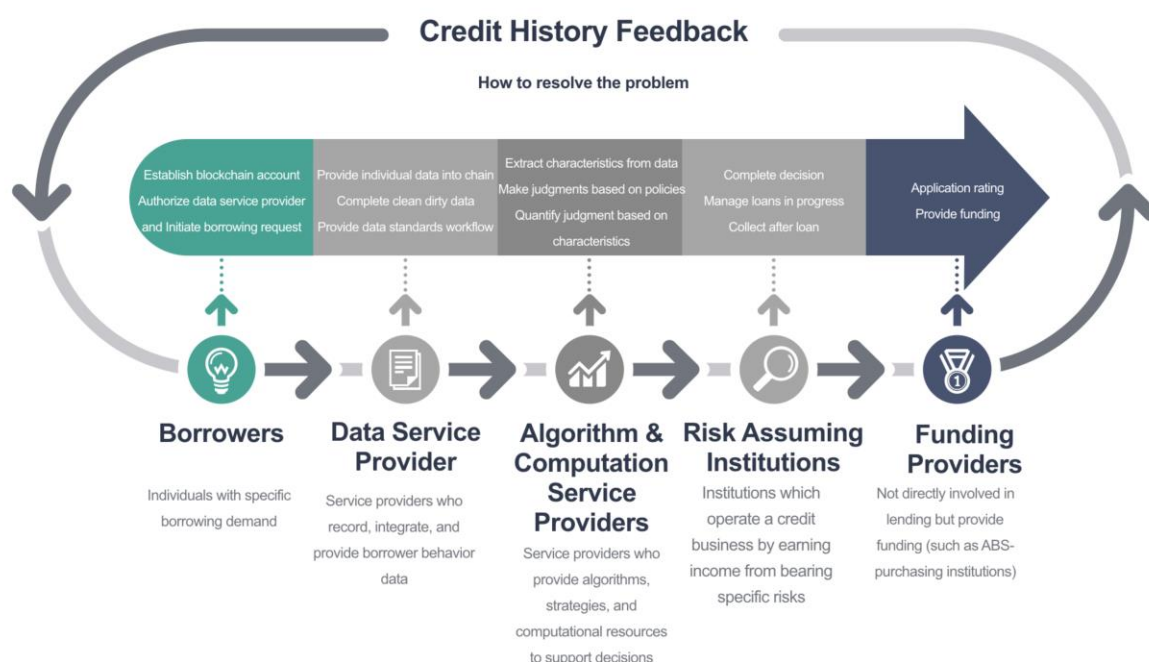 Credit History Feedback
How to resolve the problem
Establish blockchain account
Authorize data service provider
and Initiate borrowing request
Provide individual data into chain
Complete clean dirty data
Provide data standards workflow
Extract characteristics from data
Make judgments based on policies
Quantify judgment based on
characteristics
Complete decision
Manage loans in progress
Collect after loan
Application rating
Provide funding
1
Borrowers
Individuals with specific
borrowing demand
Data Service
Provider
Service providers who
record, integrate, and
provide borrower behavior
data
Algorithm &
Computation
Service
Providers
Service providers who
provide algorithms,
strategies, and
computational resources
to support decisions
Risk Assuming
Institutions
Institutions which
operate a credit
business by earning
income from bearing
specific risks
Funding
Providers
Not directly involved in
lending but provide
funding (such as ABS-
purchasing institutions)